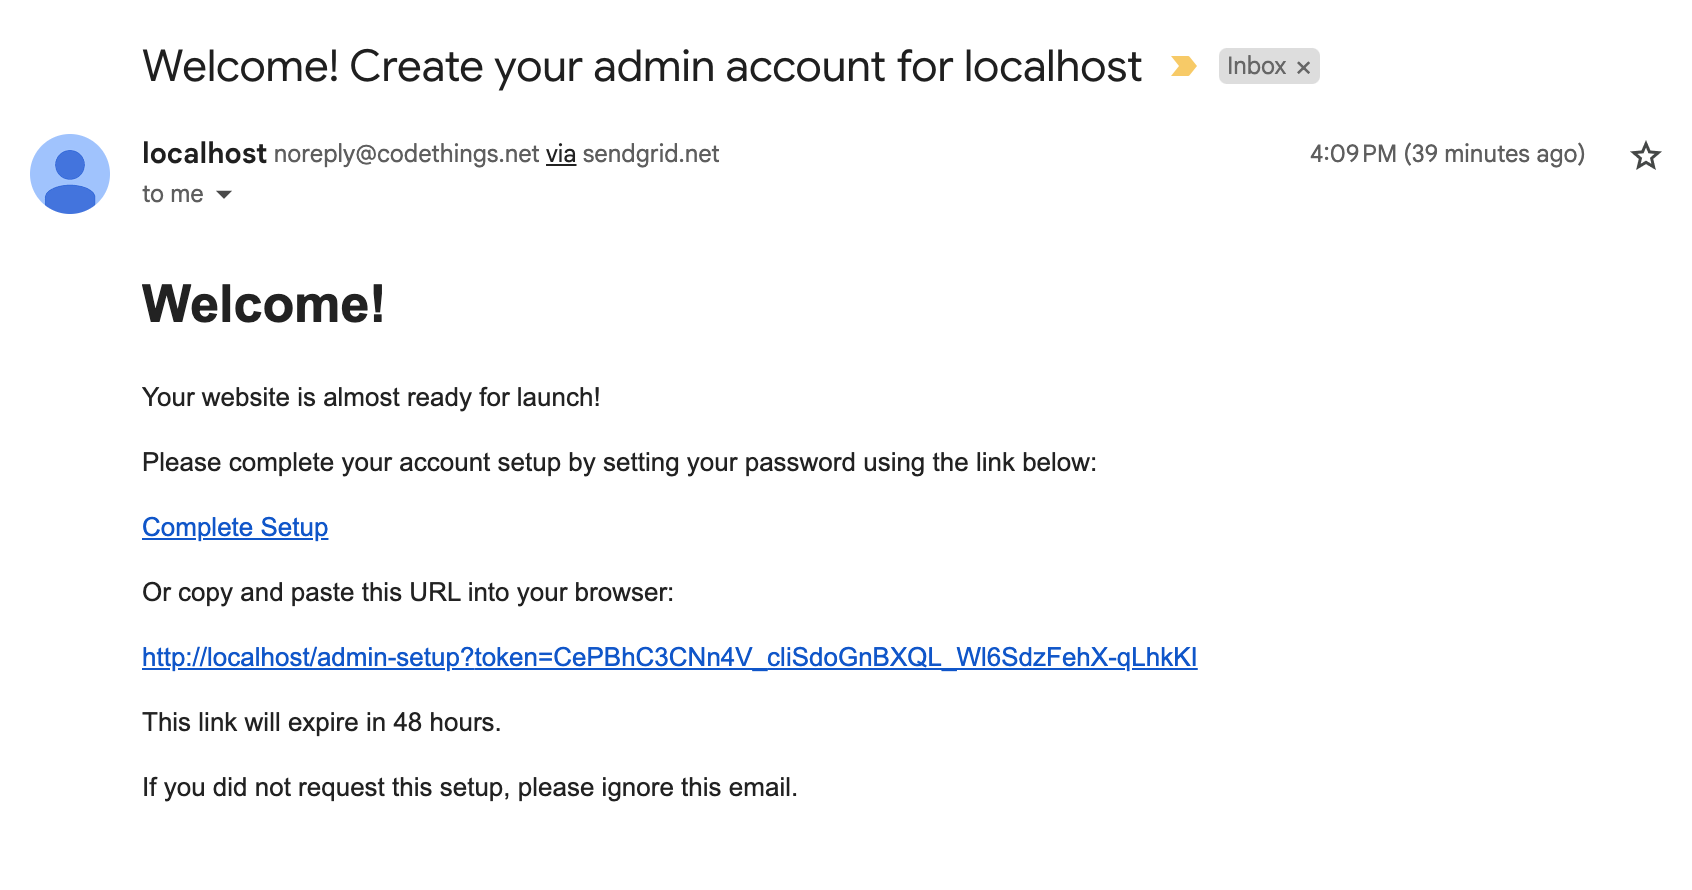 Welcome! Create your admin account for localhost Inbox ×
localhost noreply@codethings.net via sendgrid.net 4:09 PM (39 minutes ago)
to me
Welcome!
Your website is almost ready for launch!
Please complete your account setup by setting your password using the link below:
Complete Setup
Or copy and paste this URL into your browser:
http://localhost/admin-setup?token=CePBhC3CNn4V_cliSdoGnBXQL_Wl6SdzFehX-qLhkKI
This link will expire in 48 hours.
If you did not request this setup, please ignore this email.